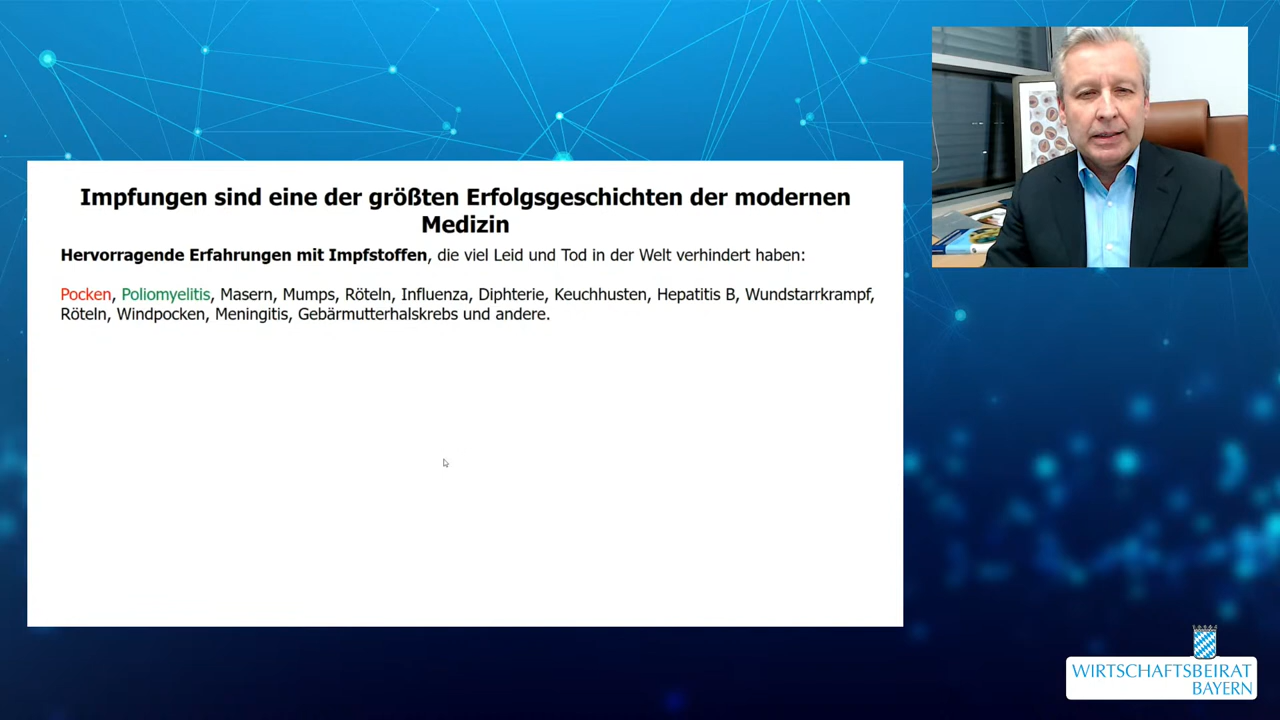 Impfungen sind eine der größten Erfolgsgeschichten der modernen
Medizin
Hervorragende Erfahrungen mit Impfstoffen, die viel Leid und Tod in der Welt verhindert haben:
Pocken, Poliomyelitis, Masern, Mumps, Röteln, Influenza, Diphterie, Keuchhusten, Hepatitis B, Wundstarrkrampf,
Röteln, Windpocken, Meningitis, Gebärmutterhalskrebs und andere.
WIRTSCHAFTSBEIRAT
BAYERN